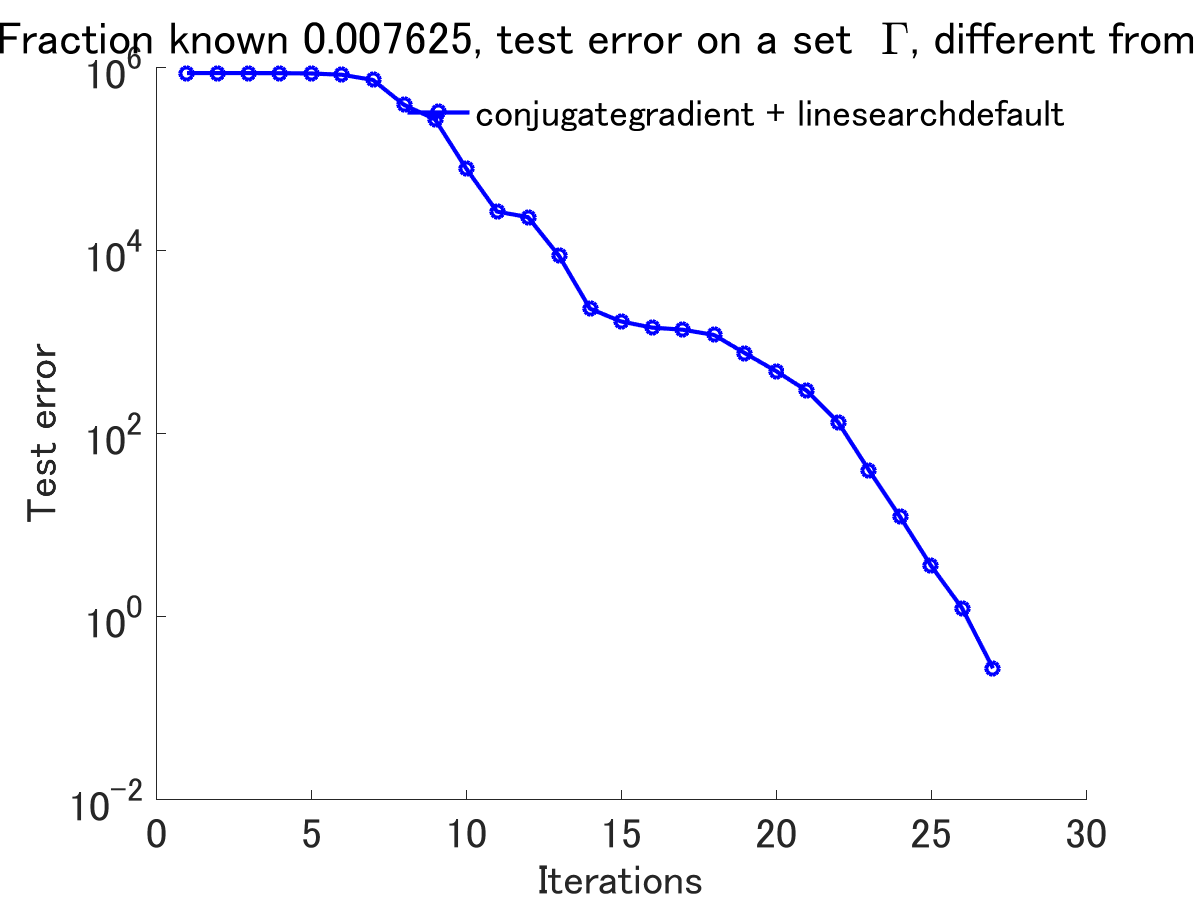 Fraction known 0.007625, test error on a set Γ, different from
10^6
conjugategradient + linesearchdefault
10^4
Test error
10^2
10^0
10^-2
0 5 10 15 20 25 30
Iterations